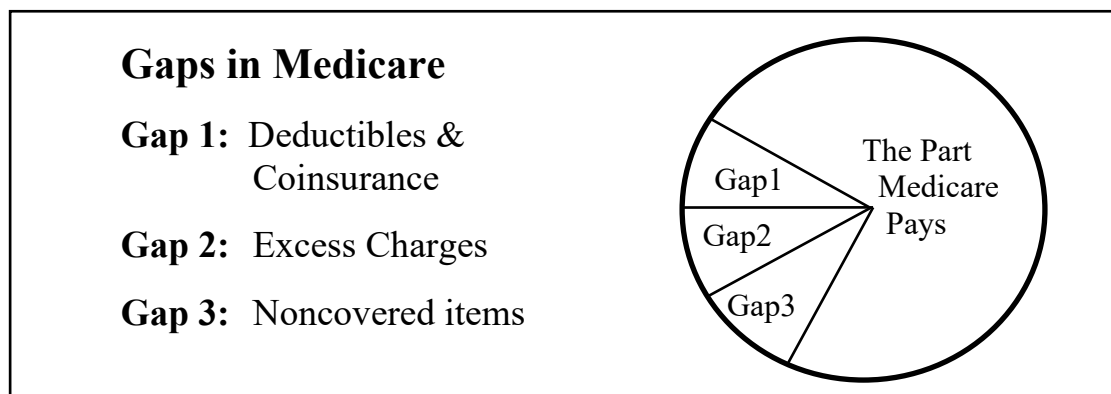 Gaps in Medicare
Gap 1: Deductibles &
Coinsurance
Gap 2: Excess Charges
Gap 3: Noncovered items
The Part
Medicare
Pays
Gap1
Gap2
Gap3